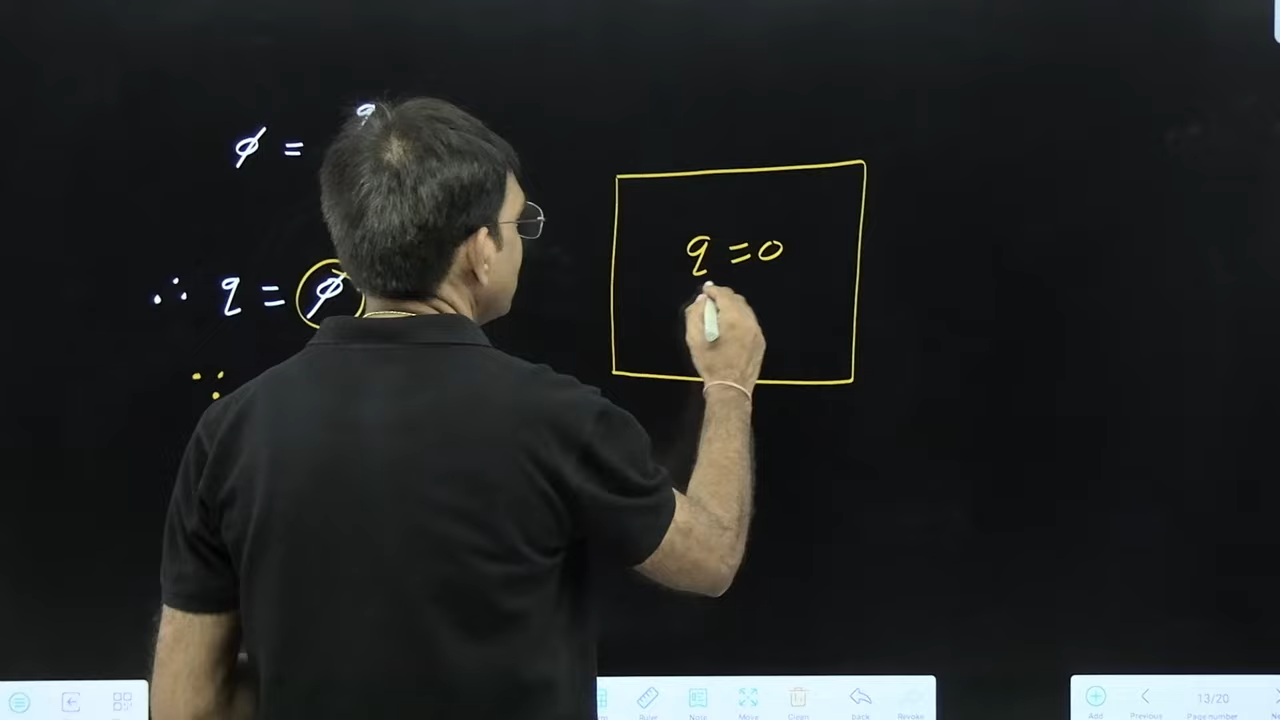 ϕ = q
∴ q = ϕ
∵
q = 0
Ruler
Note
Move
Clean
back
Revoke
Add
Previous
13/20
Page number